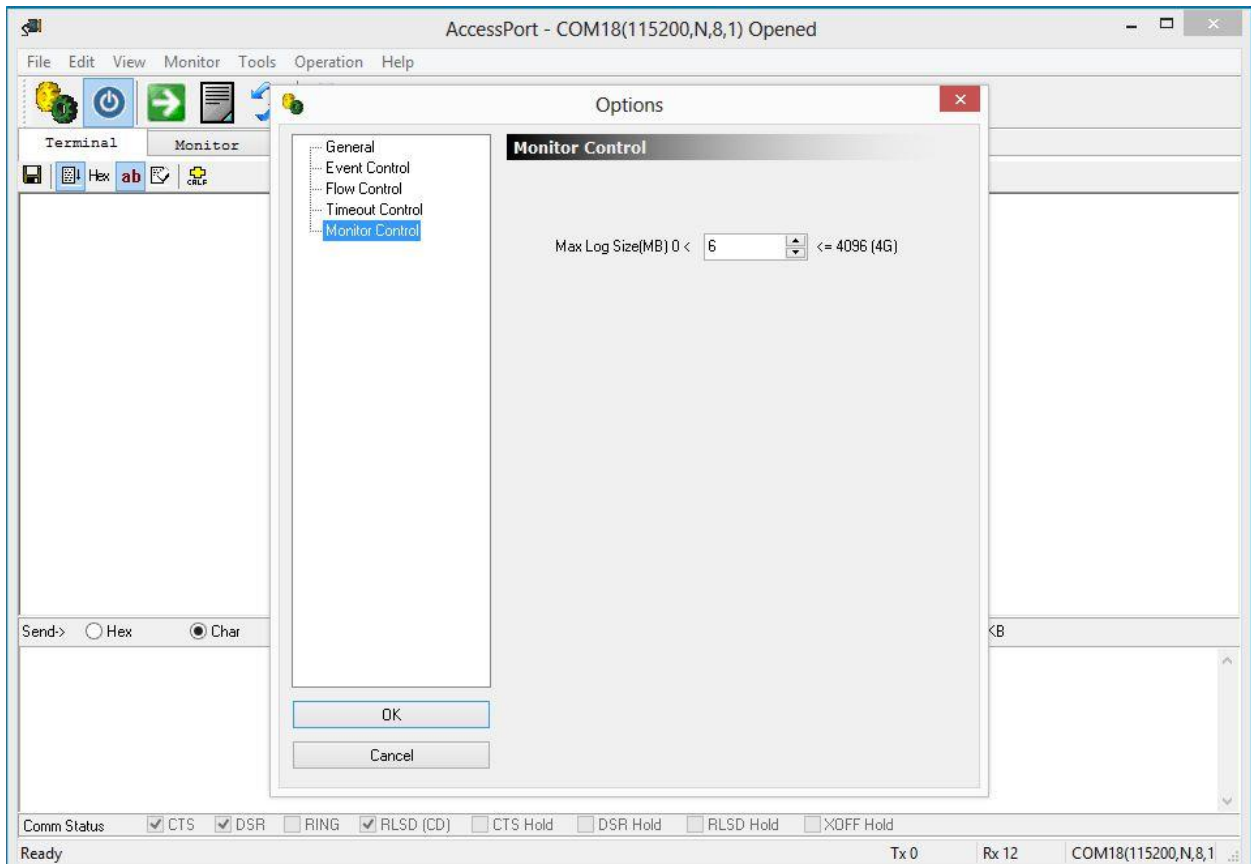 AccessPort - COM18(115200,N,8,1) Opened
File Edit View Monitor Tools Operation Help
Options
Terminal Monitor
Hex ab CRLF
General
Event Control
Flow Control
Timeout Control
Monitor Control
Monitor Control
Max Log Size(MB) 0 < 6 <= 4096 (4G)
Send-> Hex Char
OK
Cancel
Comm Status CTS DSR RING RLSD (CD) CTS Hold DSR Hold RLSD Hold XOFF Hold
Ready Tx 0 Rx 12 COM18(115200,N,8,1